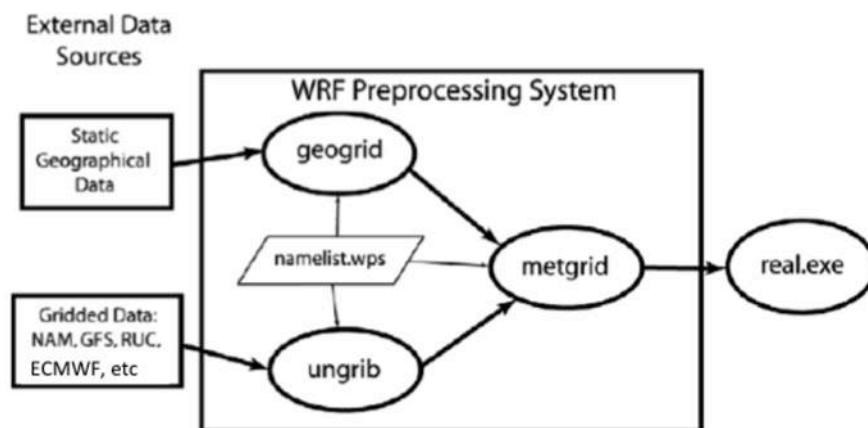 External Data
Sources
WRF Preprocessing System
Static
Geographical
Data
geogrid
namelist.wps
metgrid
real.exe
Gridded Data:
NAM, GFS, RUC,
ECMWF, etc
ungrib